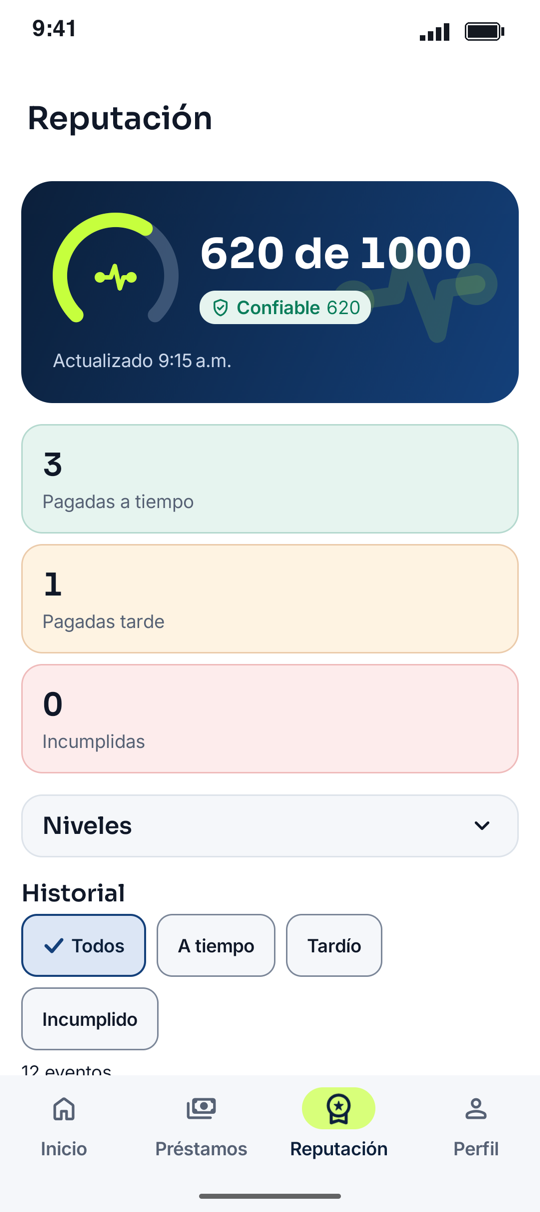 9:41
Reputación
620 de 1000
Confiable 620
Actualizado 9:15 a.m.
3
Pagadas a tiempo
1
Pagadas tarde
0
Incumplidas
Niveles
Historial
Todos
A tiempo
Tardío
Incumplido
12 eventos
Inicio
Préstamos
Reputación
Perfil